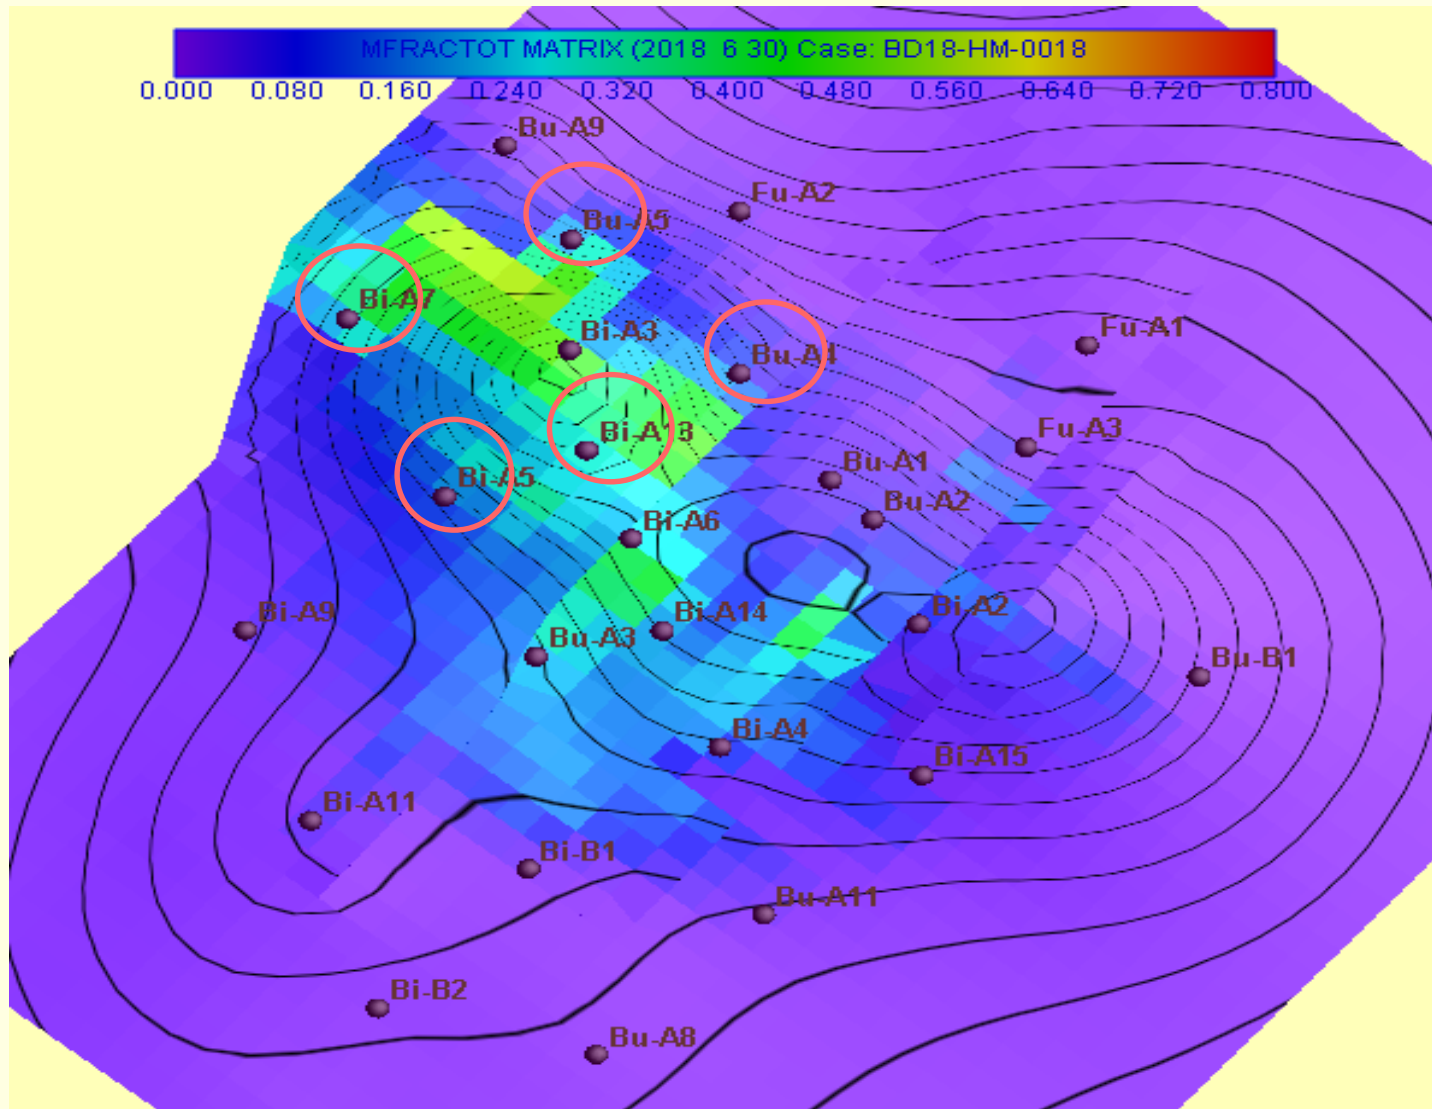 MFRACTOT MATRIX (2018 6 30) Case: BD18-HM-0018
0.000 0.080 0.160 0.240 0.320 0.400 0.480 0.560 0.640 0.720 0.800
Bu-A9
Fu-A2
Bu-A5
Bi-A7
Bi-A3
Fu-A1
Bu-A4
Bi-A13
Fu-A3
Bu-A1
Bi-A5
Bu-A2
Bi-A6
Bi-A9
Bi-A14
Bi-A2
Bu-A3
Bu-B1
Bi-A4
Bi-A15
Bi-A11
Bi-B1
Bu-A11
Bi-B2
Bu-A8